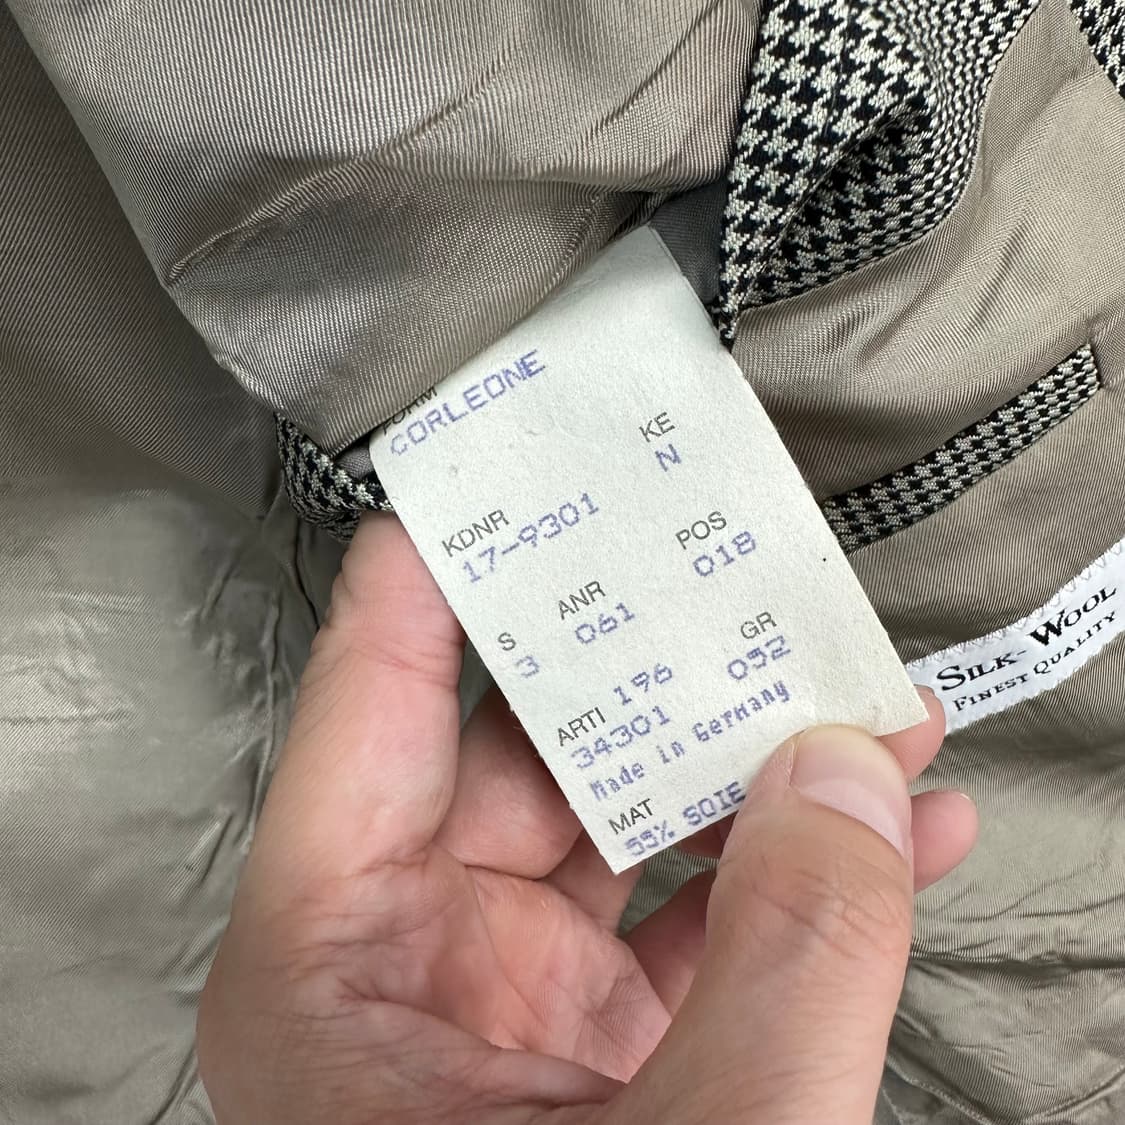 FORM
CORLEONE
KE
N
KDNR
17-9301
POS
018
S
3
ANR
061
GR
052
ARTI 196
34301
Made in Germany
MAT
55% SOIE
SILK-WOOL
FINEST QUALITY